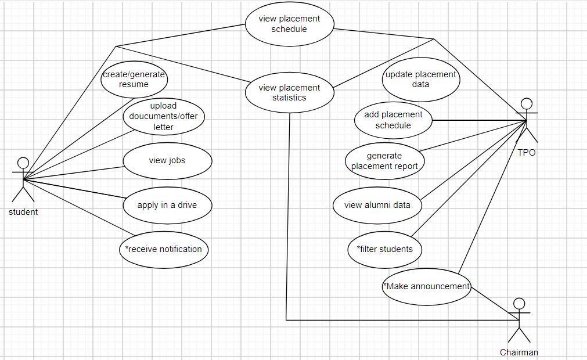 view placement
schedule
view placement
statistics
create/generate
resume
upload
doucuments/offer
letter
view jobs
apply in a drive
*receive notification
student
update placement
data
add placement
schedule
generate
placement report
view alumni data
*filter students
*Make announcement
TPO
Chairman